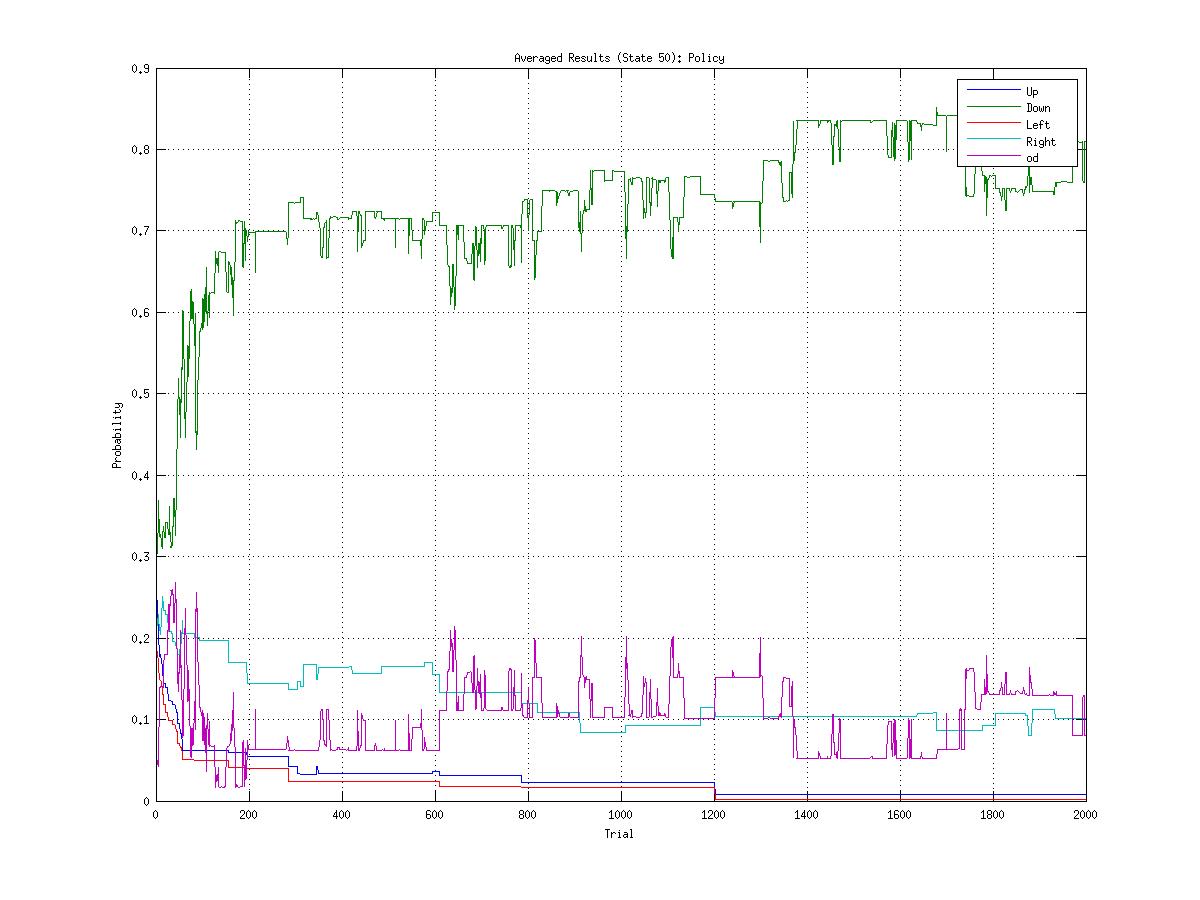 Averaged Results (State 50): Policy
0.9
0.8
0.7
0.6
0.5
0.4
0.3
0.2
0.1
0
Probability
Up
Down
Left
Right
od
0 200 400 600 800 1000 1200 1400 1600 1800 2000
Trial